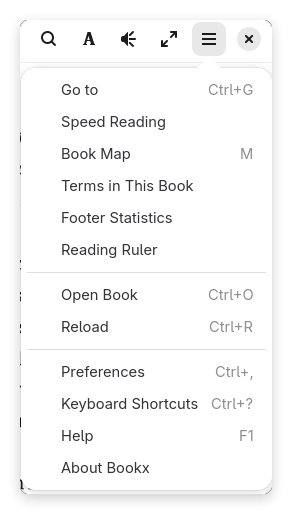 A
Go to Ctrl+G
Speed Reading
Book Map M
Terms in This Book
Footer Statistics
Reading Ruler
Open Book Ctrl+O
Reload Ctrl+R
Preferences Ctrl+,
Keyboard Shortcuts Ctrl+?
Help F1
About Bookx